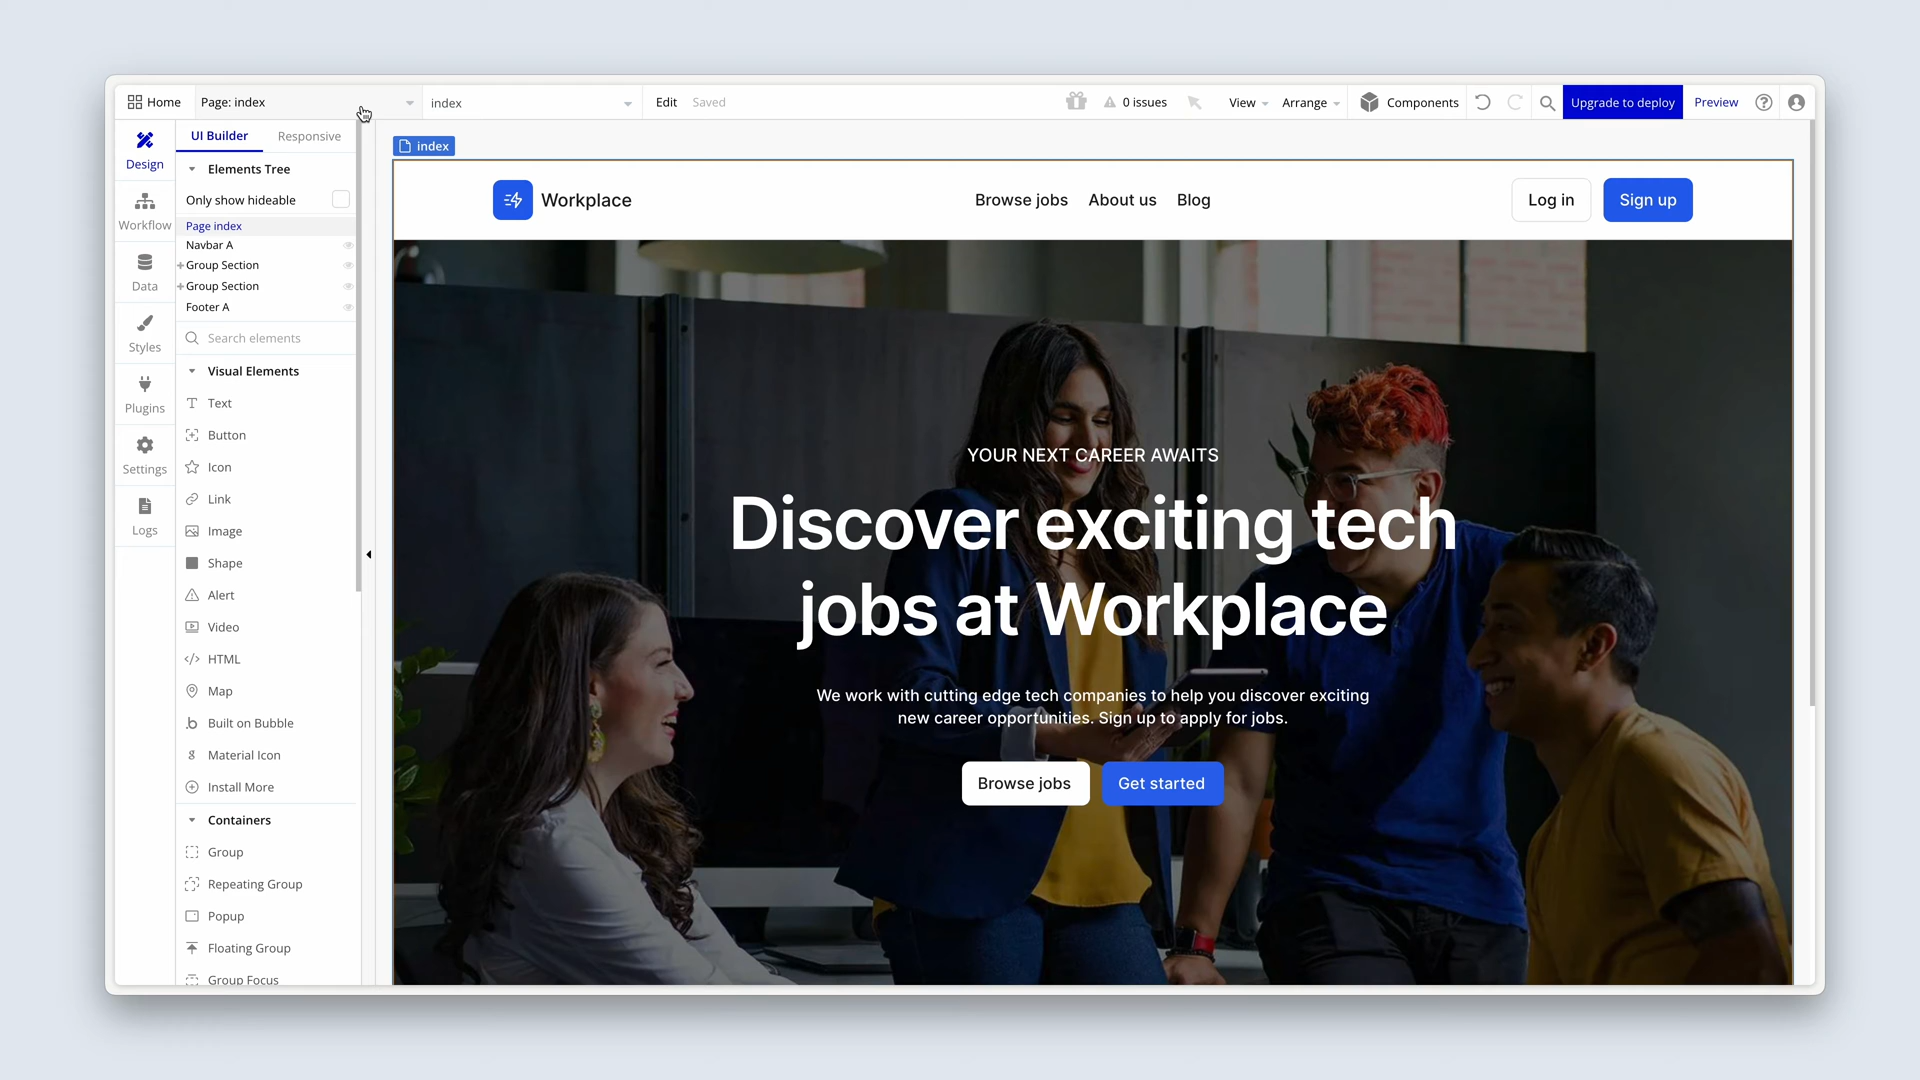 Home
Page: index
index
Edit
Saved
0 issues
View
Arrange
Components
Upgrade to deploy
Preview
UI Builder
Responsive
index
Design
Workflow
Data
Styles
Plugins
Settings
Logs
Elements Tree
Only show hideable
Page index
Navbar A
Group Section
Group Section
Footer A
Search elements
Visual Elements
Text
Button
Icon
Link
Image
Shape
Alert
Video
HTML
Map
Built on Bubble
Material Icon
Install More
Containers
Group
Repeating Group
Popup
Floating Group
Group Focus
Workplace
Browse jobs
About us
Blog
Log in
Sign up
YOUR NEXT CAREER AWAITS
Discover exciting tech
jobs at Workplace
We work with cutting edge tech companies to help you discover exciting
new career opportunities. Sign up to apply for jobs.
Browse jobs
Get started